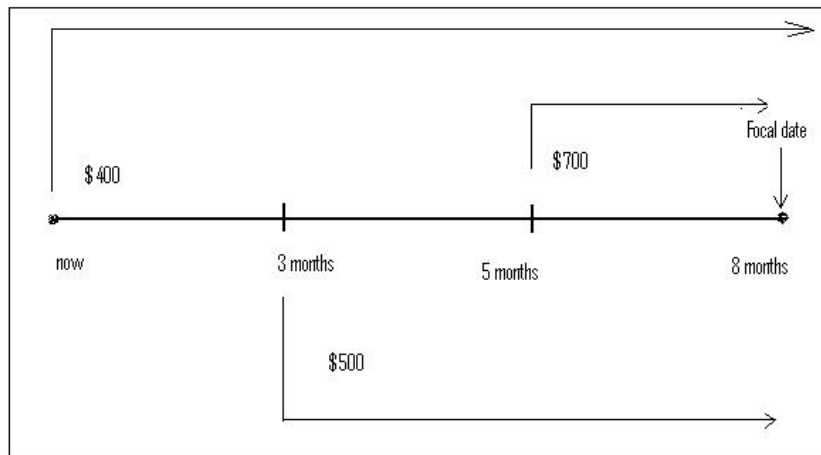 Focal date
$400
$700
now
3 months
5 months
8 months
$500